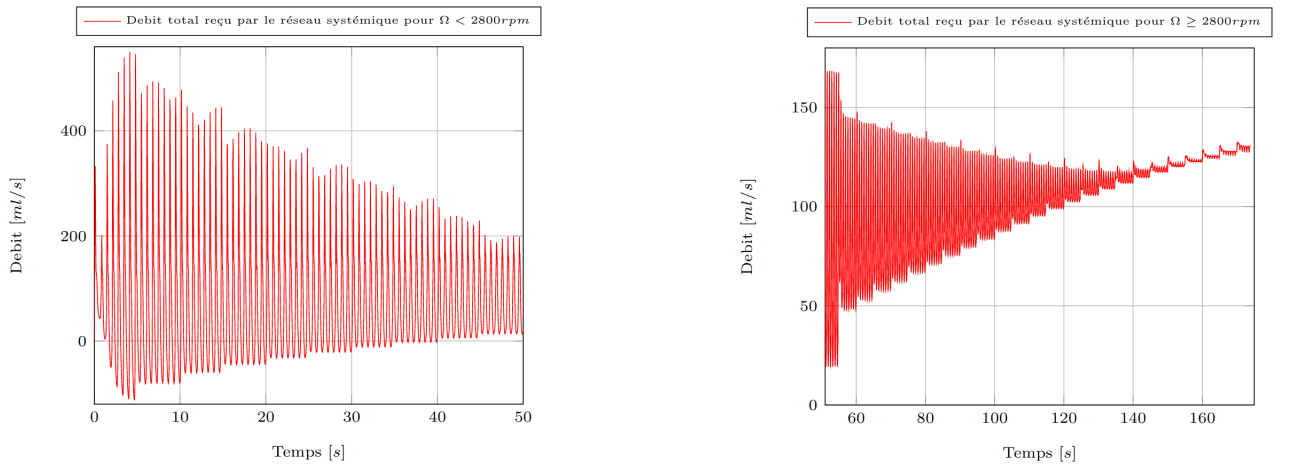 Debit total reçu par le réseau systémique pour Ω < 2800rpm
400
200
0
0 10 20 30 40 50
Debit [ml/s]
Temps [s]
Debit total reçu par le réseau systémique pour Ω ≥ 2800rpm
150
100
50
0
60 80 100 120 140 160
Debit [ml/s]
Temps [s]